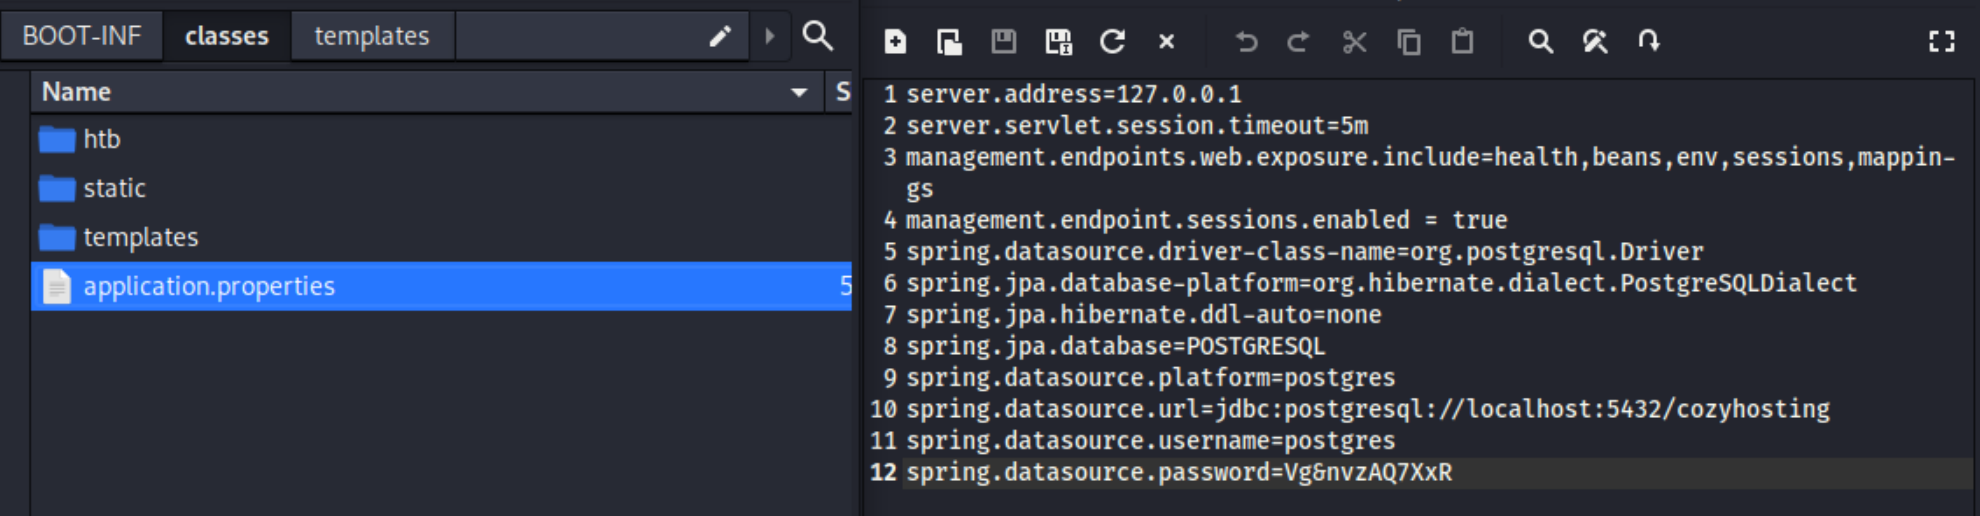 BOOT-INF classes templates
Name S
htb
static
templates
application.properties 5
1 server.address=127.0.0.1
2 server.servlet.session.timeout=5m
3 management.endpoints.web.exposure.include=health,beans,env,sessions,mappin-
gs
4 management.endpoint.sessions.enabled = true
5 spring.datasource.driver-class-name=org.postgresql.Driver
6 spring.jpa.database-platform=org.hibernate.dialect.PostgreSQLDialect
7 spring.jpa.hibernate.ddl-auto=none
8 spring.jpa.database=POSTGRESQL
9 spring.datasource.platform=postgres
10 spring.datasource.url=jdbc:postgresql://localhost:5432/cozyhosting
11 spring.datasource.username=postgres
12 spring.datasource.password=Vg&nvzAQ7XxR